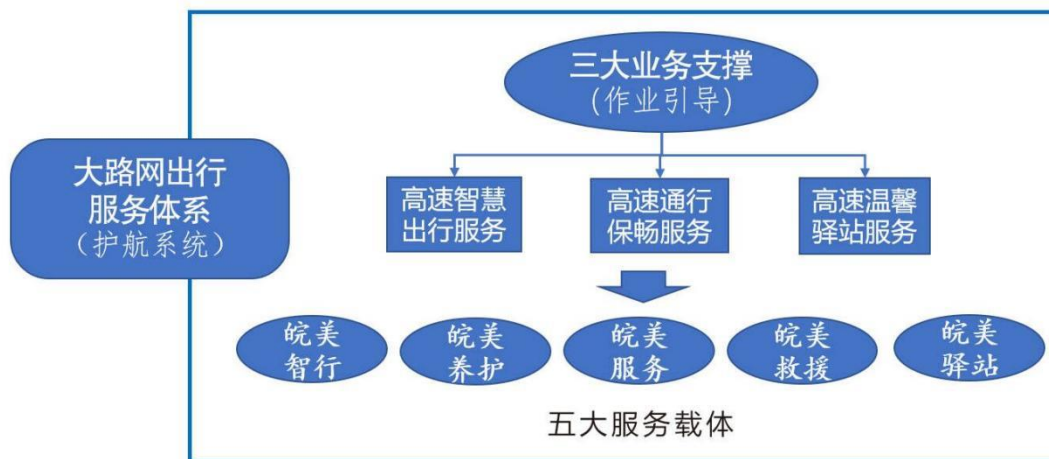 三大业务支撑
(作业引导)
大路网出行
服务体系
(护航系统)
高速智慧
出行服务
高速通行
保畅服务
高速温馨
驿站服务
皖美
智行
皖美
养护
皖美
服务
皖美
救援
皖美
驿站
五大服务载体